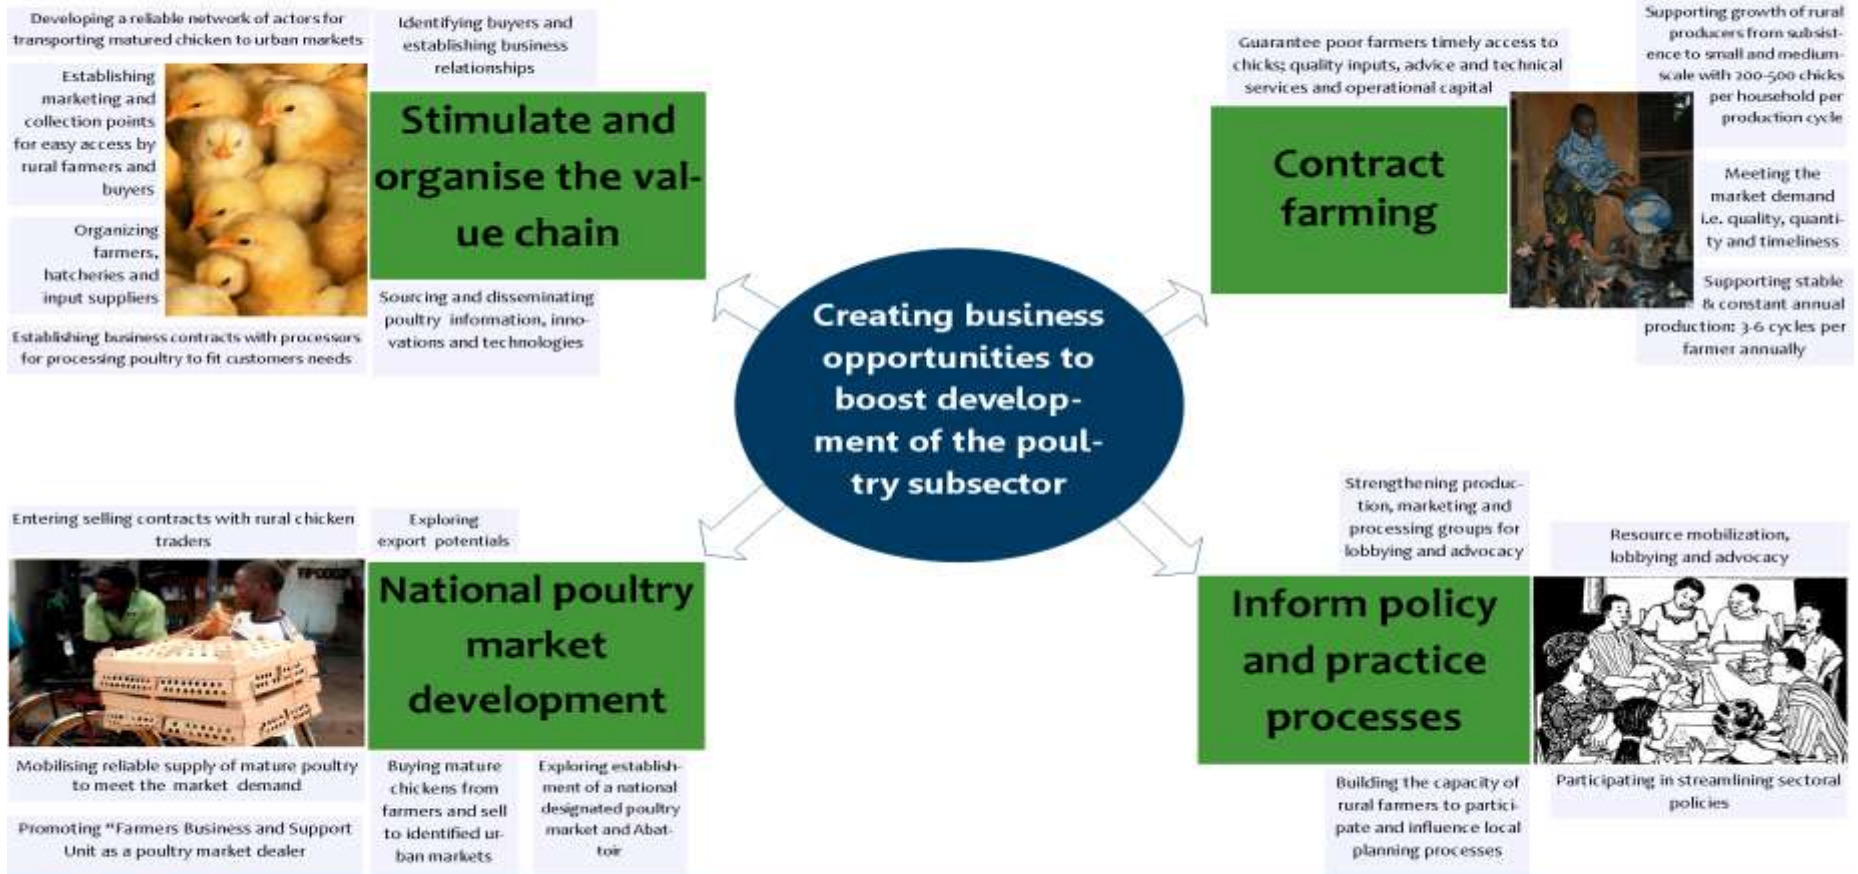 Developing a reliable network of actors for
transporting matured chicken to urban markets
Identifying buyers and
establishing business
relationships
Establishing
marketing and
collection points
for easy access by
rural farmers and
buyers
Stimulate and
organise the val-
ue chain
Organizing
farmers,
hatcheries and
input suppliers
Establishing business contracts with processors
for processing poultry to fit customers needs
Sourcing and disseminating
poultry information, inno-
vations and technologies
Guarantee poor farmers timely access to
chicks; quality inputs, advice and technical
services and operational capital
Supporting growth of rural
producers from subsist-
ence to small and medium-
scale with 200-500 chicks
per household per
production cycle
Contract
farming
Meeting the
market demand
i.e. quality, quanti-
ty and timeliness
Supporting stable
& constant annual
production: 3-6 cycles per
farmer annually
Creating business
opportunities to
boost develop-
ment of the poul-
try subsector
Entering selling contracts with rural chicken
traders
Exploring
export potentials
National poultry
market
development
Mobilising reliable supply of mature poultry
to meet the market demand
Promoting “Farmers Business and Support
Unit as a poultry market dealer
Buying mature
chickens from
farmers and sell
to identified ur-
ban markets
Exploring establish-
ment of a national
designated poultry
market and Abat-
toir
Strengthening produc-
tion, marketing and
processing groups for
lobbying and advocacy
Resource mobilization,
lobbying and advocacy
Inform policy
and practice
processes
Building the capacity of
rural farmers to partici-
pate and influence local
planning processes
Participating in streamlining sectoral
policies